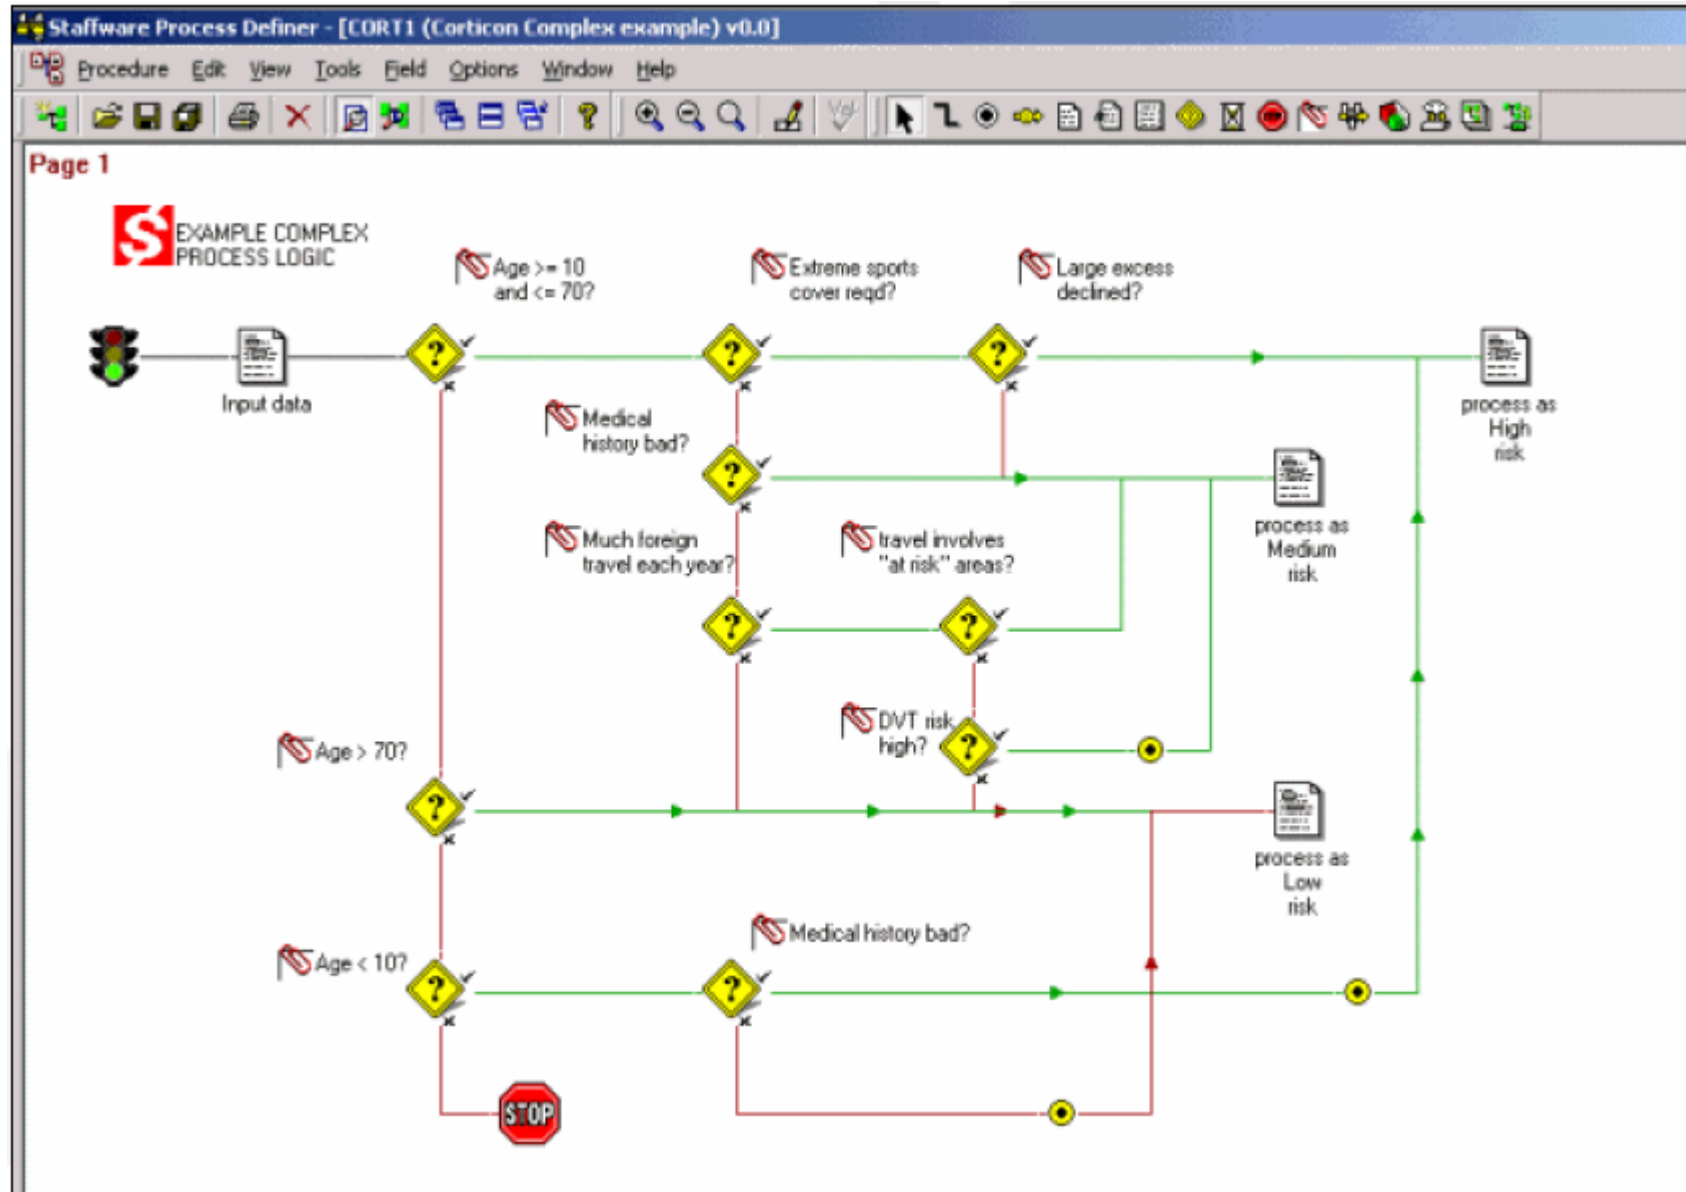 Staffware Process Definer - [CORT1 (Corticon Complex example) v0.0]
Procedure Edit View Tools Field Options Window Help
Page 1
EXAMPLE COMPLEX
PROCESS LOGIC
Age >= 10
and <= 70?
Extreme sports
cover reqd?
Large excess
declined?
Input data
process as
High
risk
Medical
history bad?
process as
Medium
risk
Much foreign
travel each year?
travel involves
"at risk" areas?
DVT risk
high?
Age > 70?
process as
Low
risk
Age < 10?
Medical history bad?
STOP